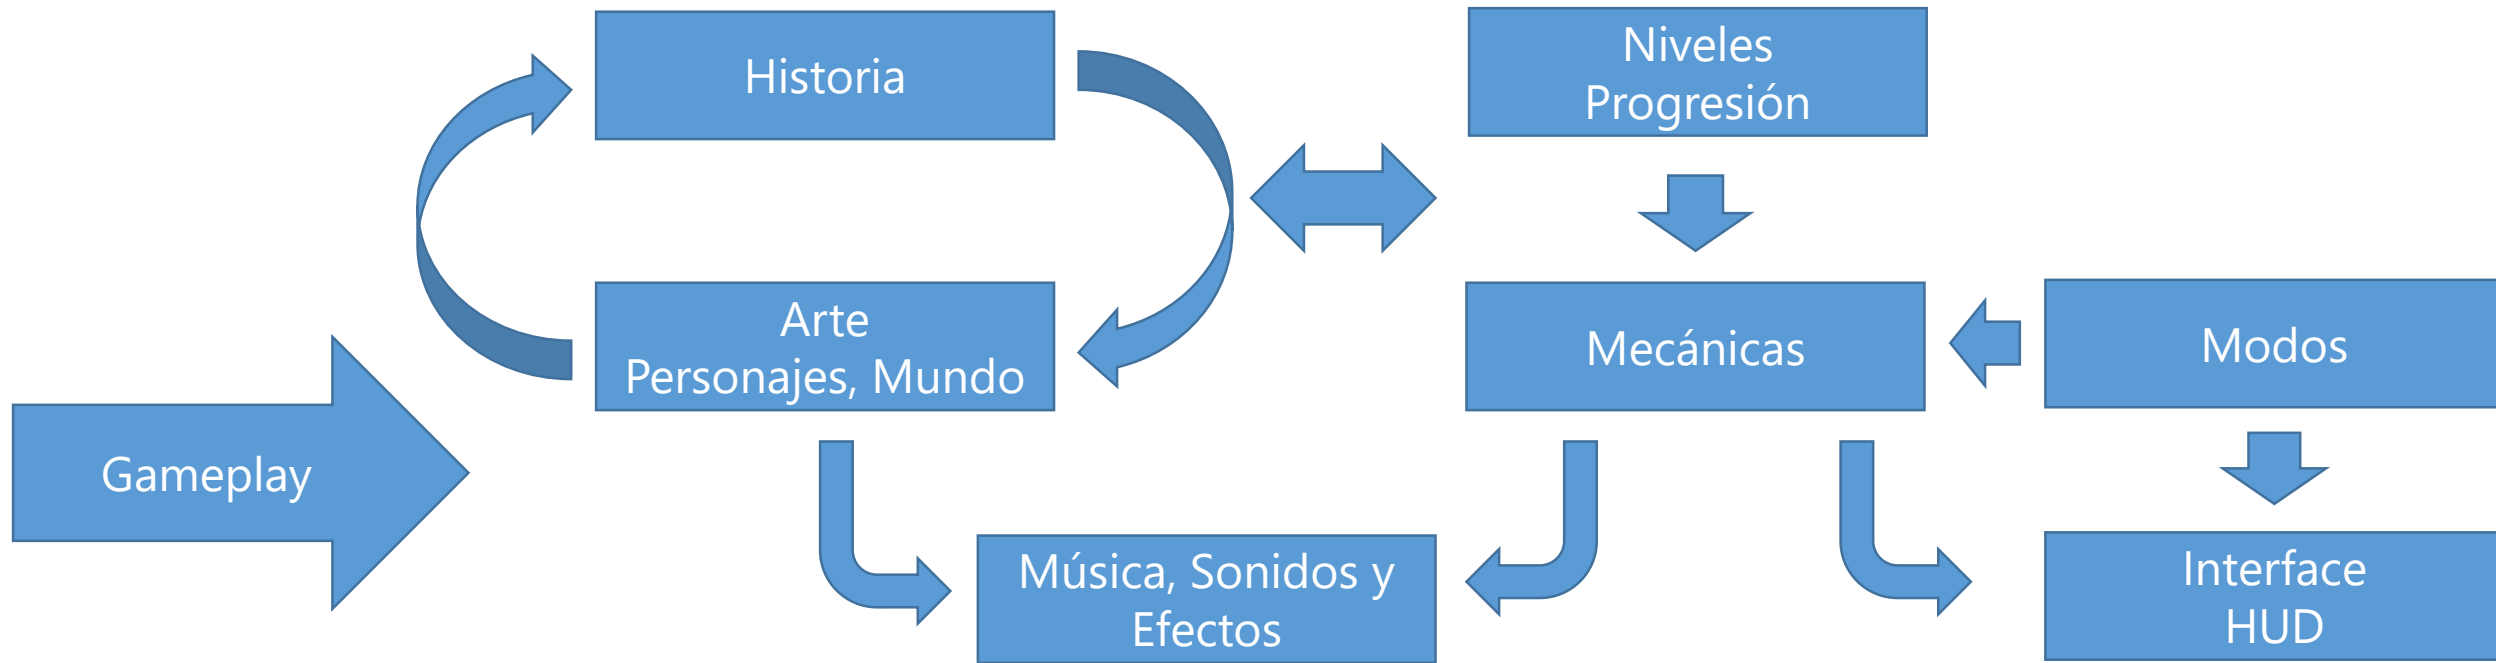 Historia
Niveles
Progresión
Arte
Personajes, Mundo
Mecánicas
Modos
Gameplay
Música, Sonidos y
Efectos
Interface
HUD